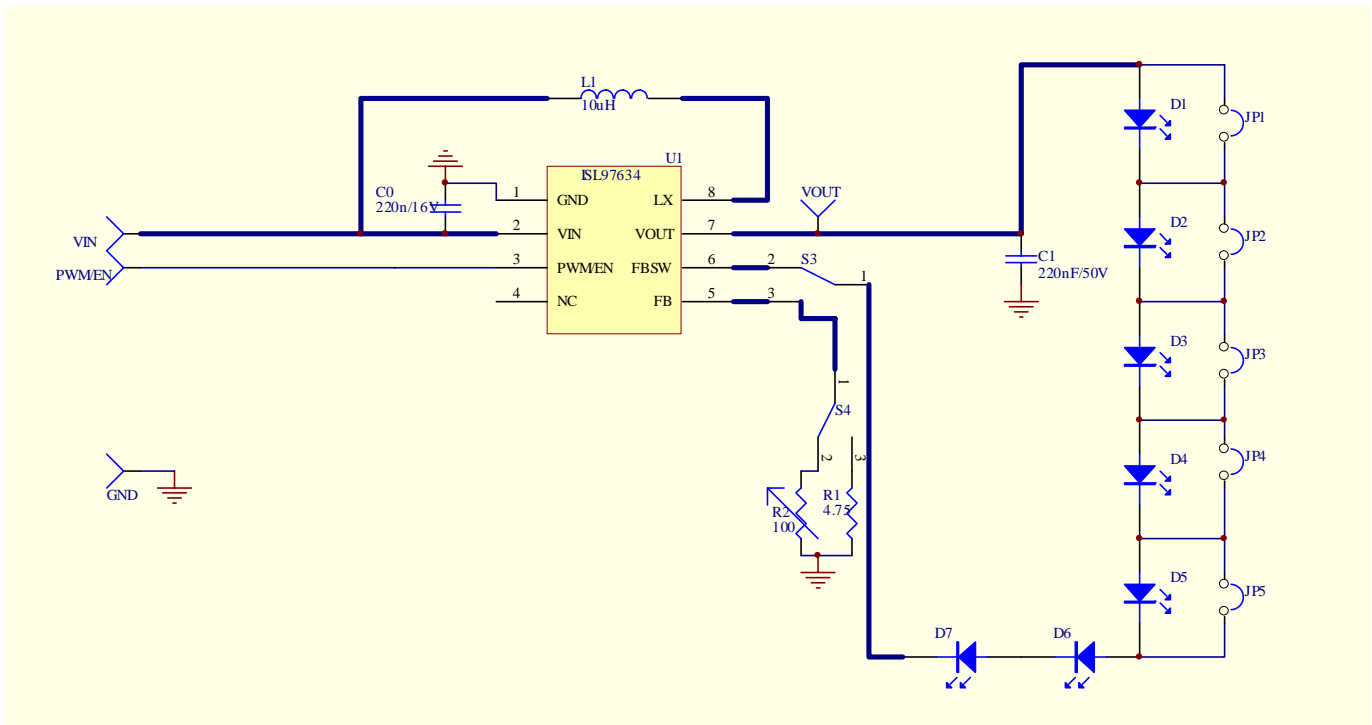 L1
10uH
U1
ISL97634
C0
220n/16V
1
GND
LX
8
VIN
2
VIN
VOUT
7
VOUT
PWM/EN
3
PWM/EN
FBSW
6
2
S3
1
4
NC
FB
5
3
C1
220nF/50V
1
S4
2
3
R2
100
R1
4.75
GND
D1
JP1
D2
JP2
D3
JP3
D4
JP4
D5
JP5
D7
D6